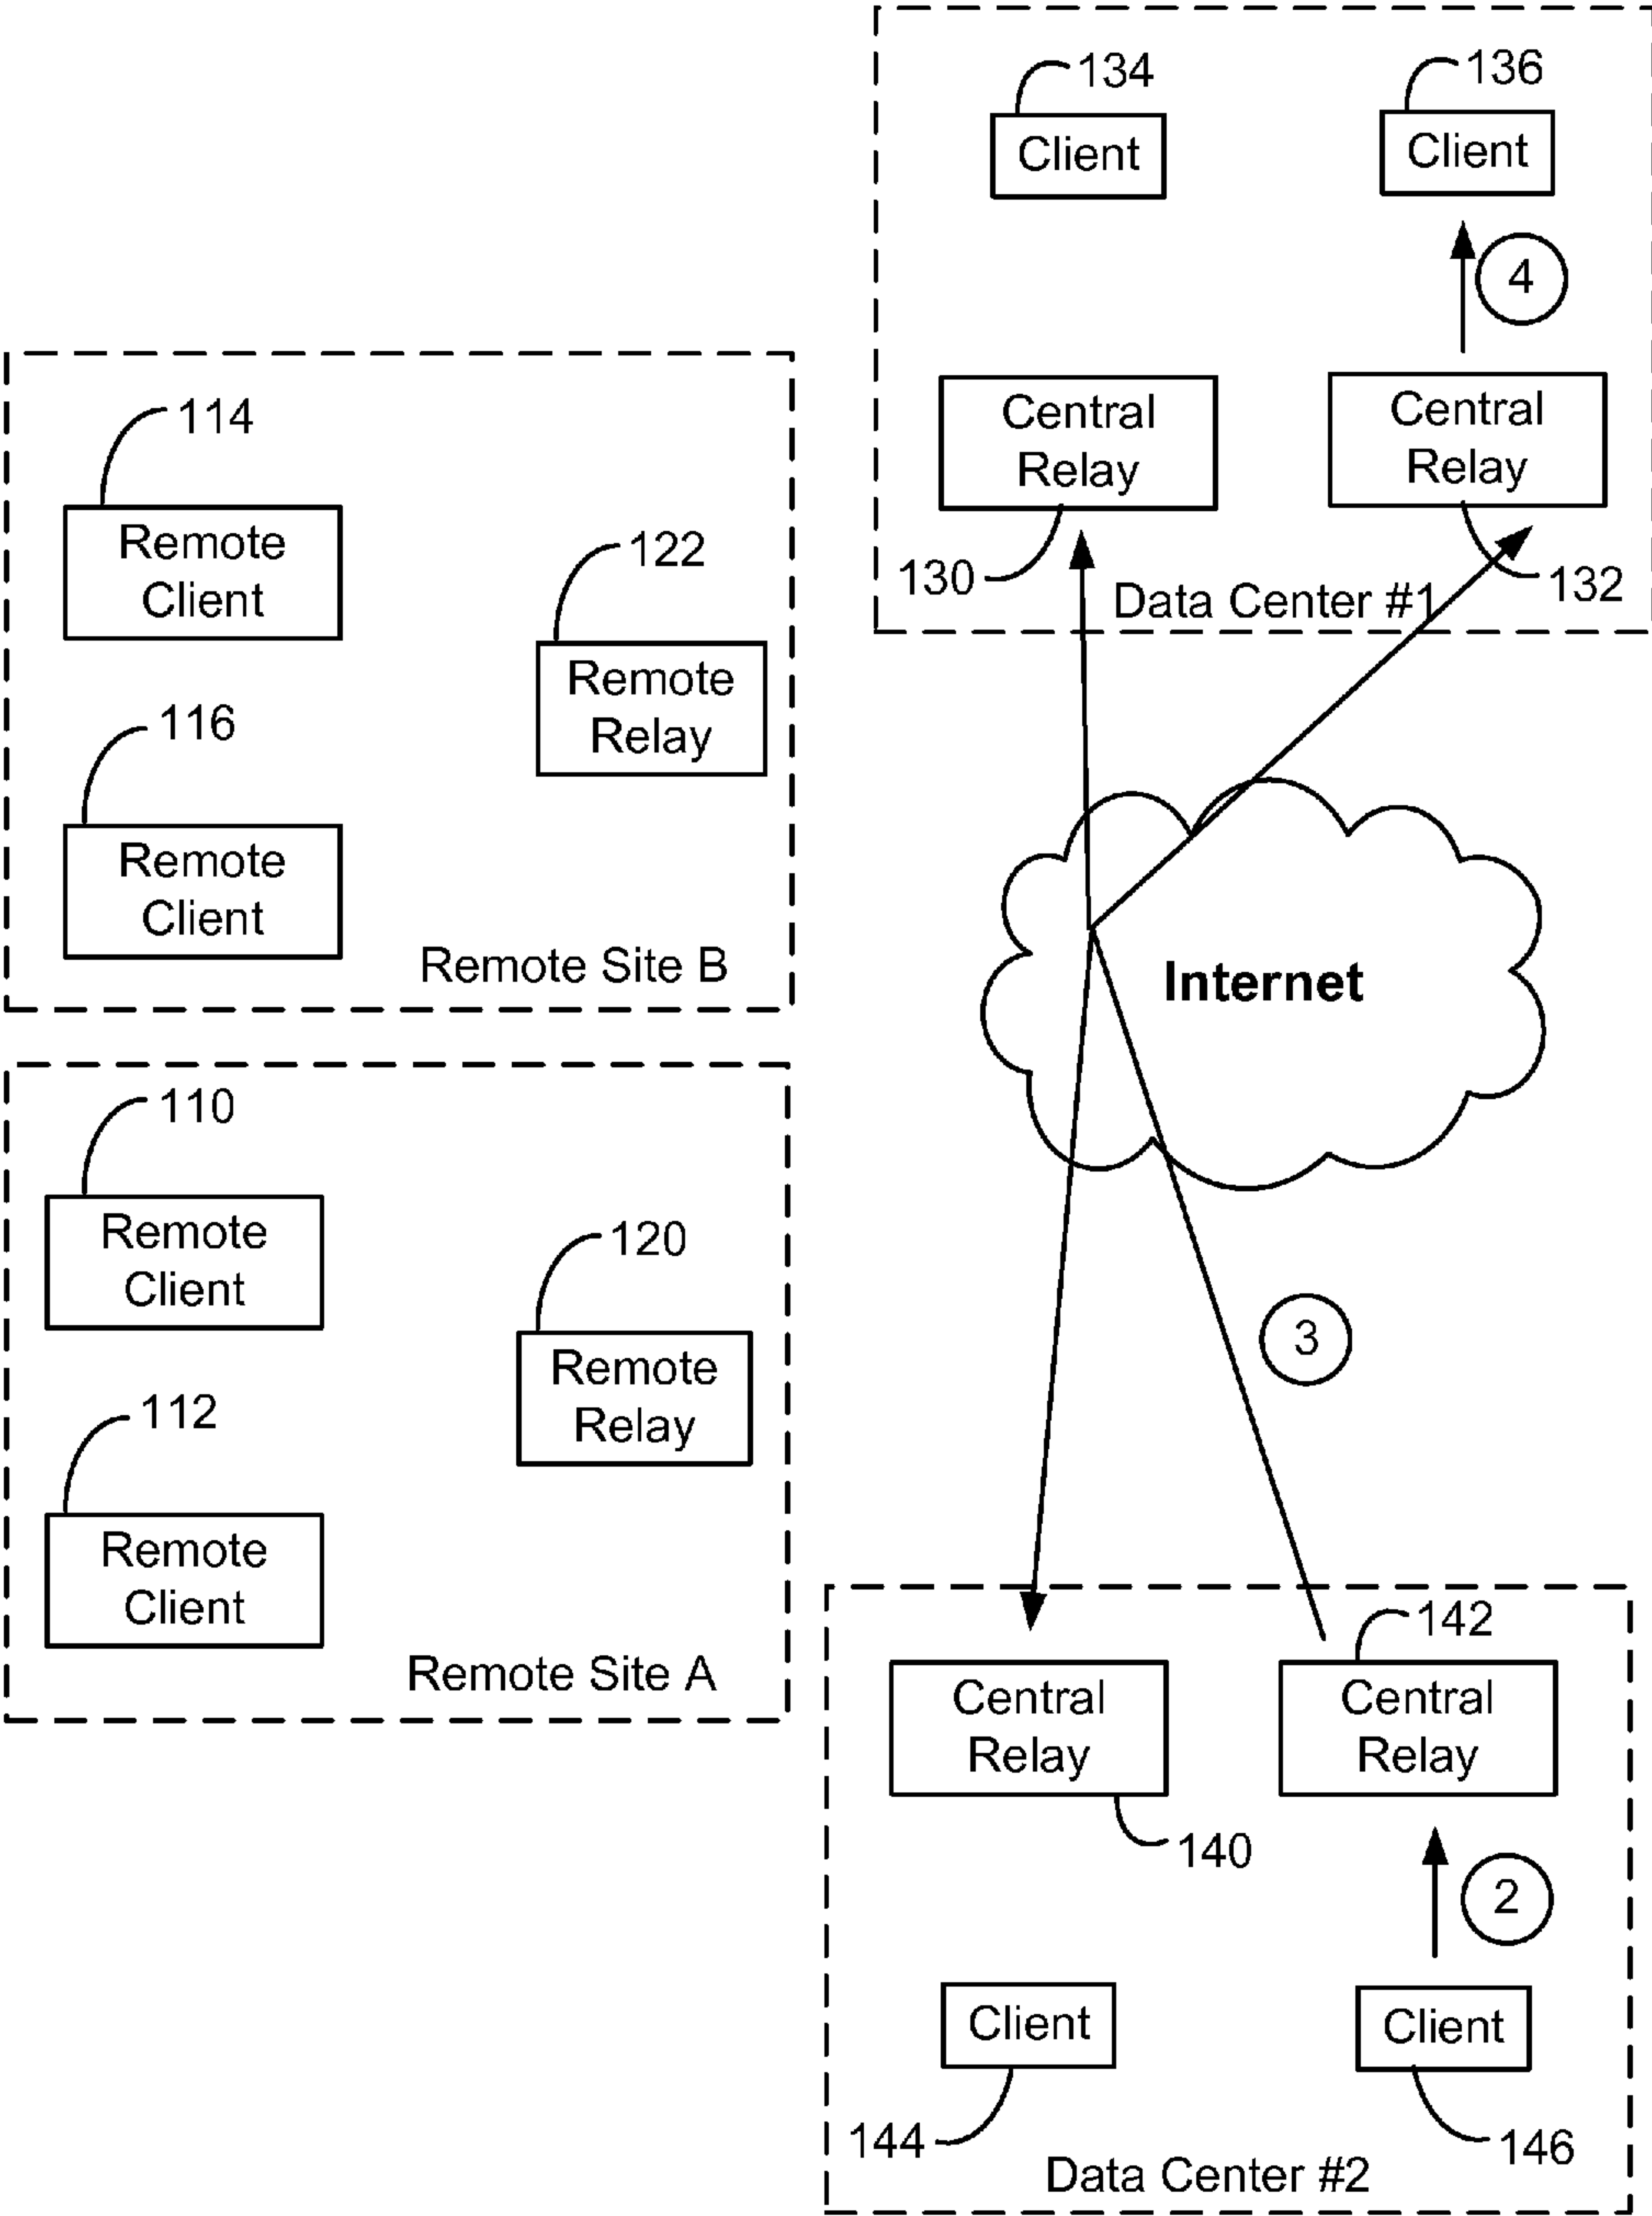 134
136
Client
Client
4
Central
Relay
Central
Relay
130
132
Data Center #1
114
Remote
Client
122
Remote
Relay
116
Remote
Client
Remote Site B
Internet
110
Remote
Client
120
Remote
Relay
112
Remote
Client
Remote Site A
3
142
Central
Relay
Central
Relay
140
2
Client
Client
144
146
Data Center #2